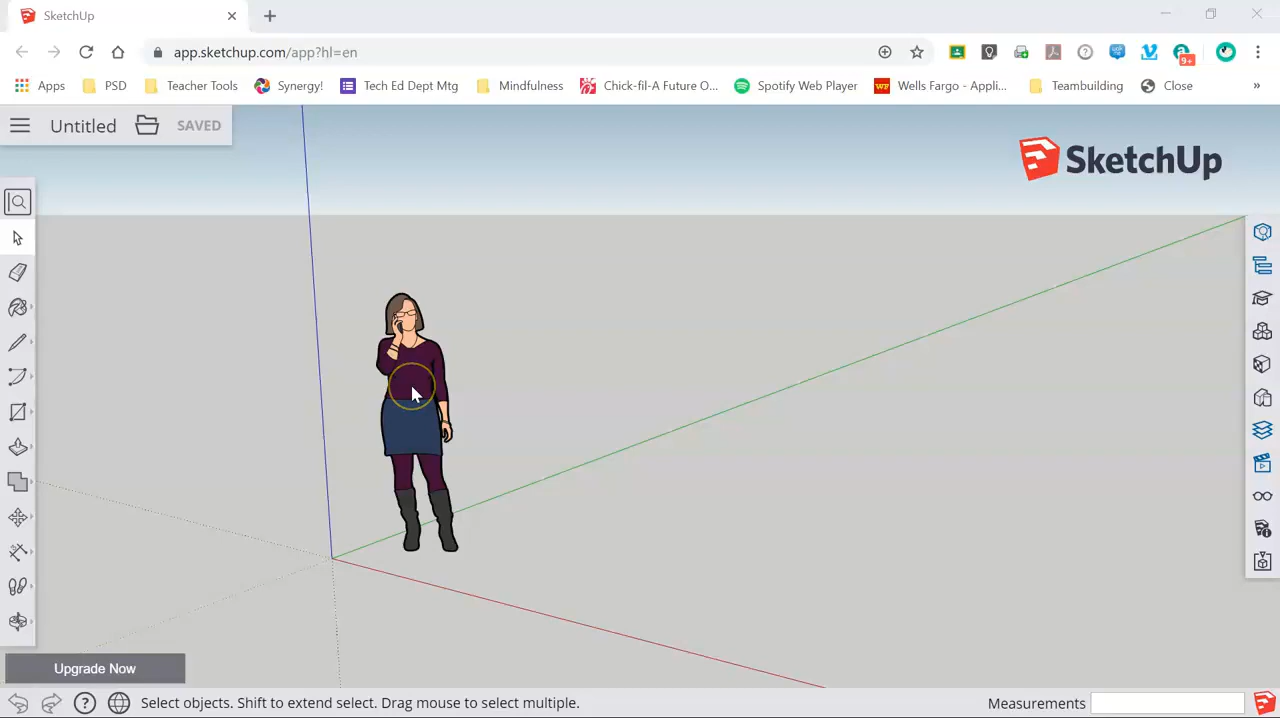 SketchUp
app.sketchup.com/app?hl=en
9+
Apps PSD Teacher Tools Synergy! Tech Ed Dept Mtg Mindfulness Chick-fil-A Future O... Spotify Web Player Wells Fargo - Appli... Teambuilding Close »
Untitled SAVED
SketchUp
Upgrade Now
Select objects. Shift to extend select. Drag mouse to select multiple.
Measurements